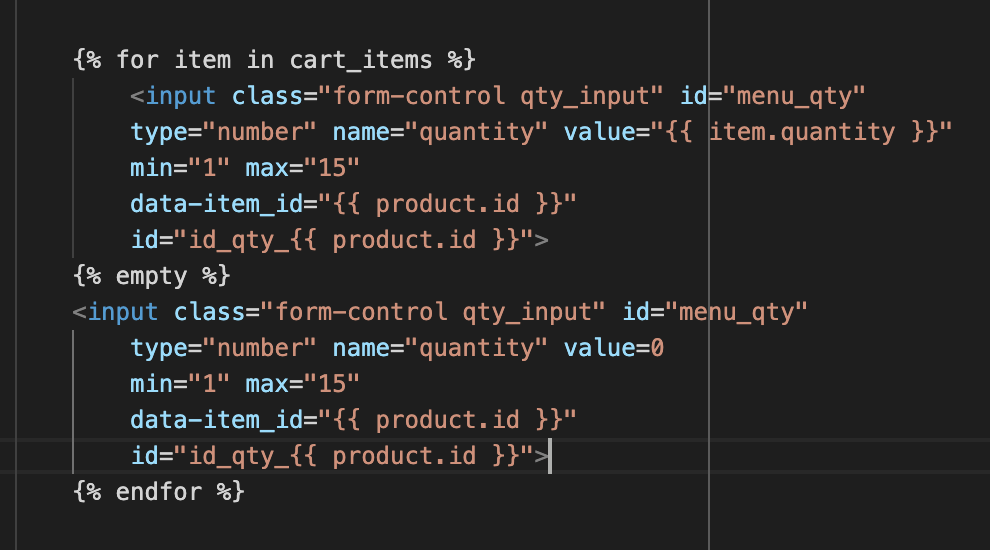 {% for item in cart_items %}
<input class="form-control qty_input" id="menu_qty"
type="number" name="quantity" value="{{ item.quantity }}"
min="1" max="15"
data-item_id="{{ product.id }}"
id="id_qty_{{ product.id }}">
{% empty %}
<input class="form-control qty_input" id="menu_qty"
type="number" name="quantity" value=0
min="1" max="15"
data-item_id="{{ product.id }}"
id="id_qty_{{ product.id }}">
{% endfor %}